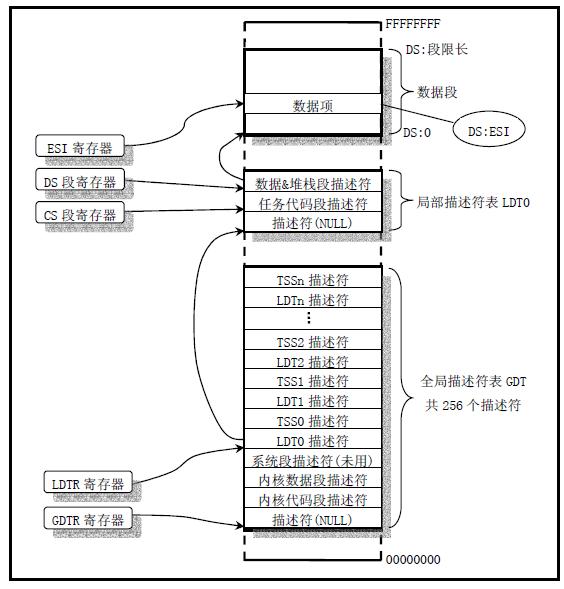 FFFFFFFF
DS:段限长
数据段
数据项
DS:0
DS:ESI
ESI 寄存器
DS 段寄存器
CS 段寄存器
数据&堆栈段描述符
任务代码段描述符
描述符(NULL)
局部描述符表 LDT0
TSSn 描述符
LDTn 描述符
⋮
TSS2 描述符
LDT2 描述符
TSS1 描述符
LDT1 描述符
TSS0 描述符
LDT0 描述符
系统段描述符(未用)
内核数据段描述符
内核代码段描述符
描述符(NULL)
全局描述符表 GDT
共 256 个描述符
LDTR 寄存器
GDTR 寄存器
00000000